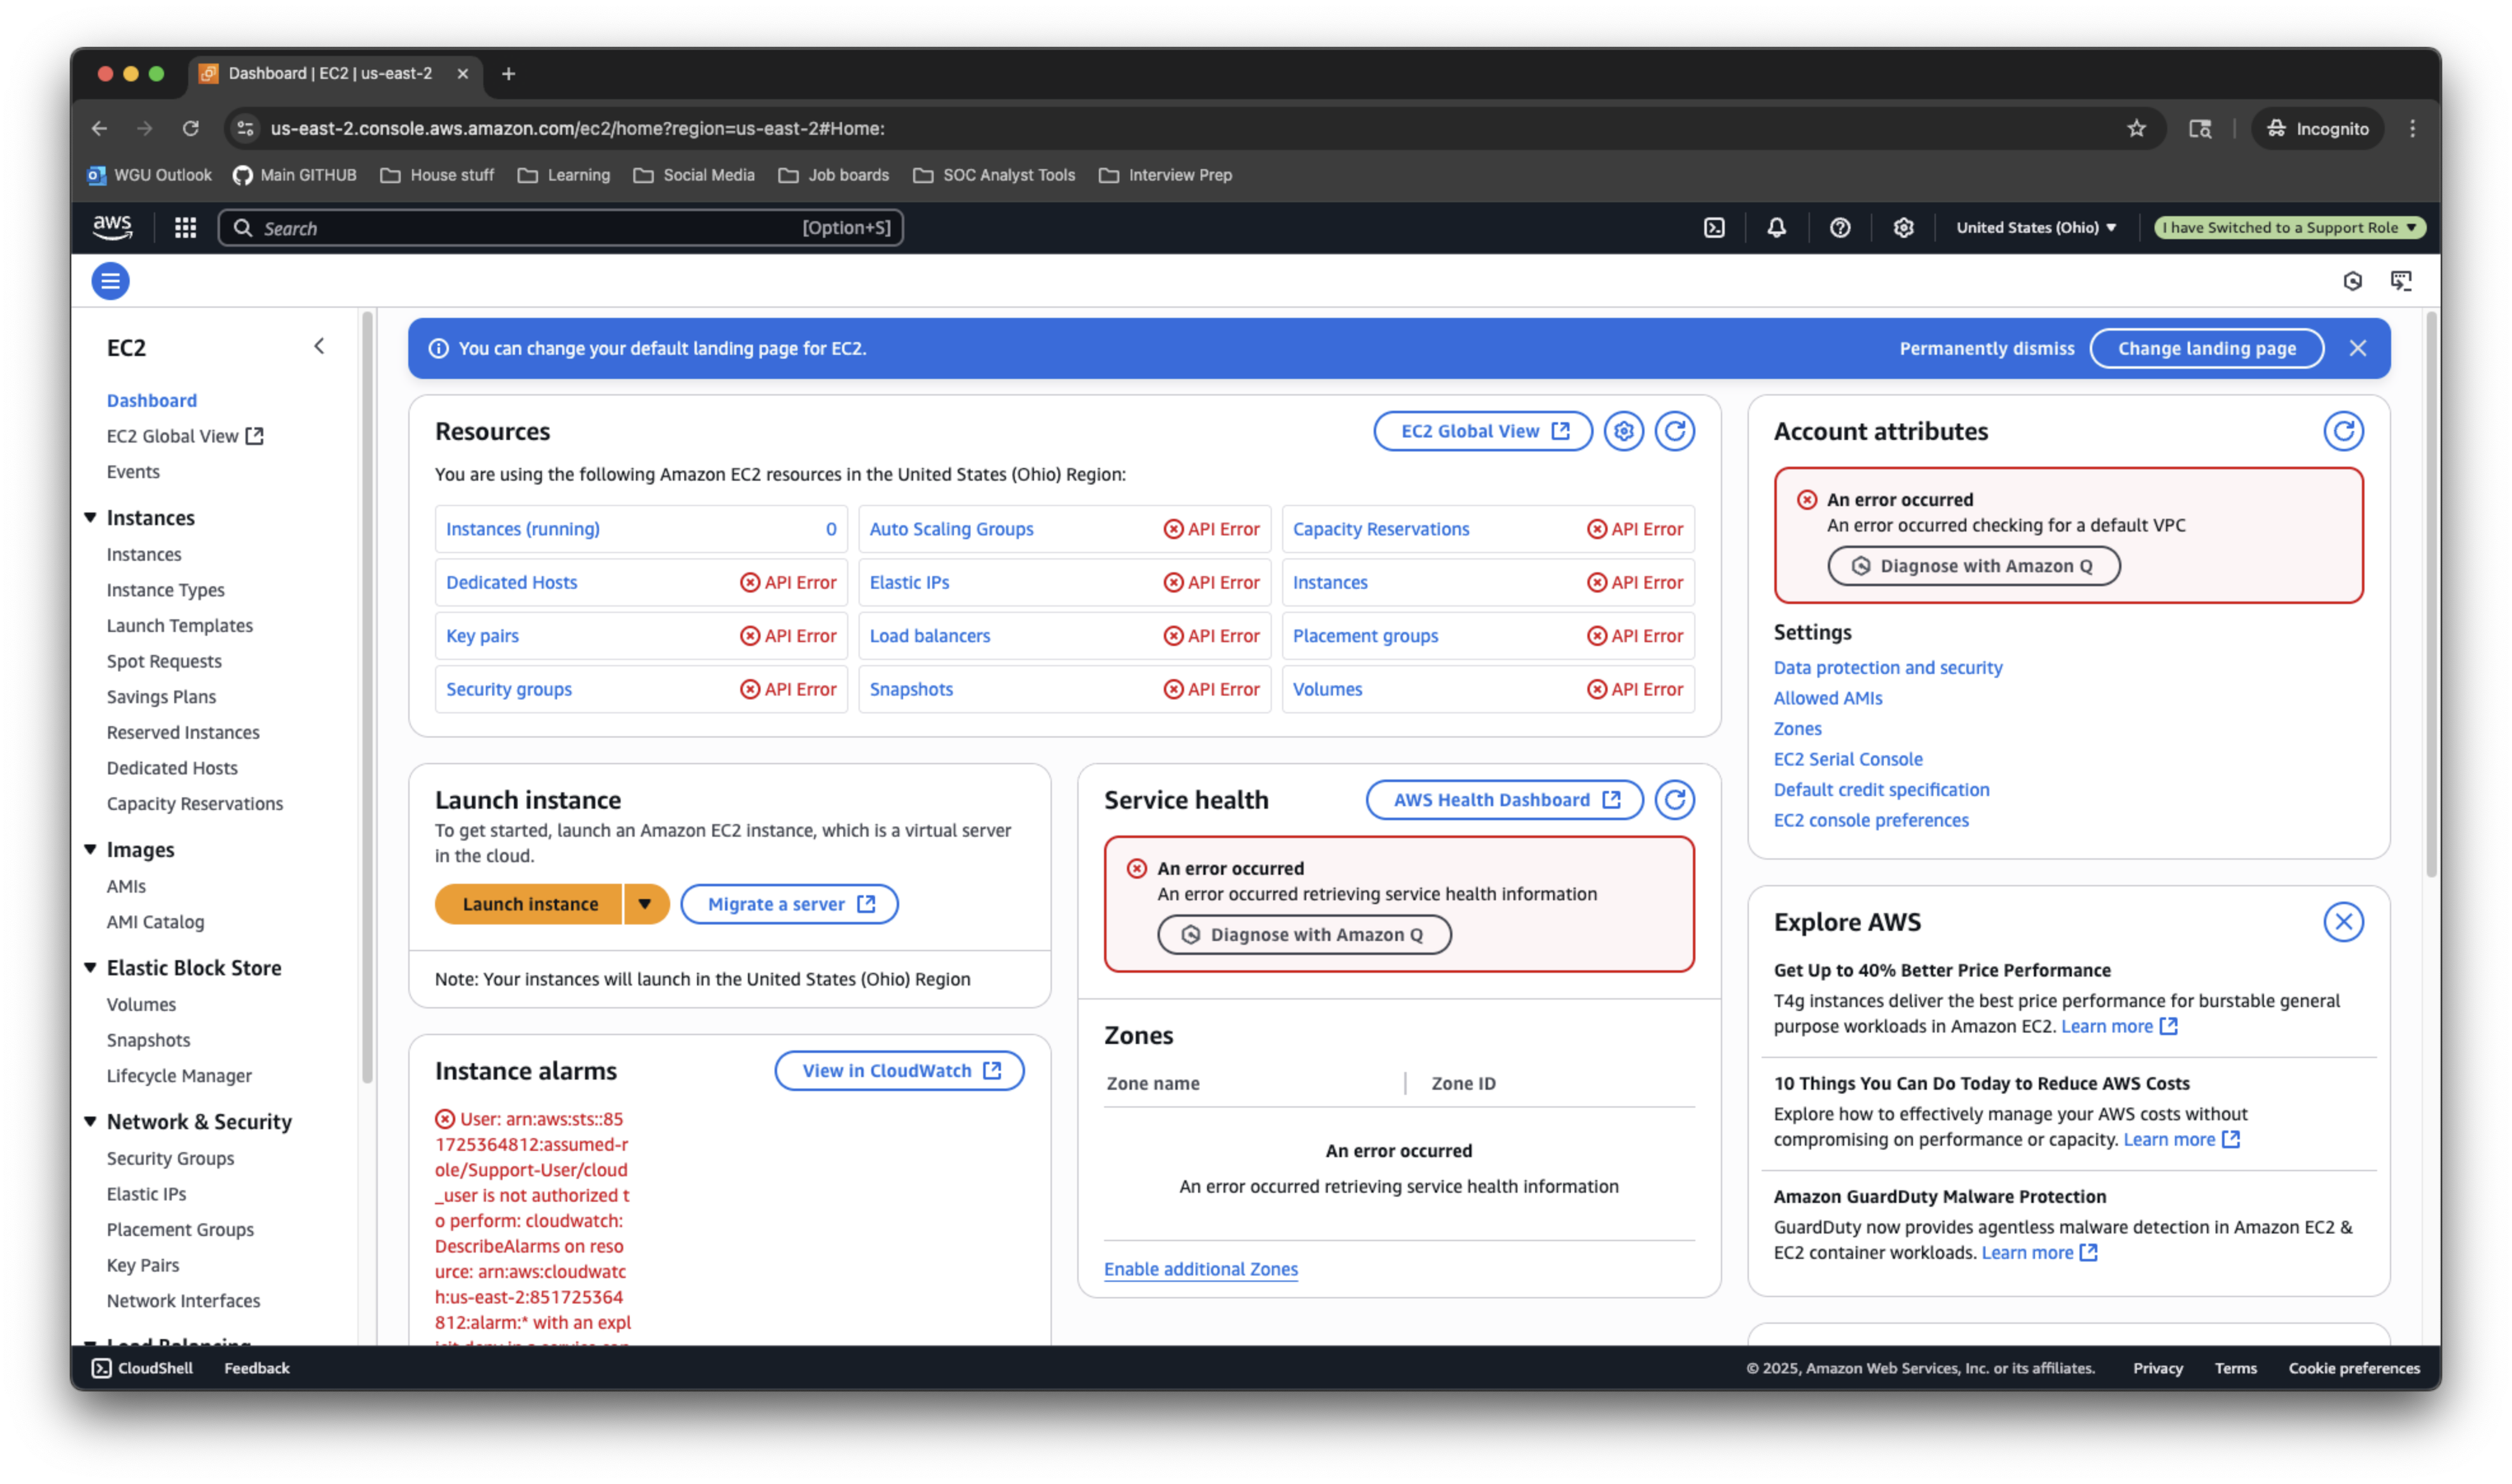 Dashboard | EC2 | us-east-2
us-east-2.console.aws.amazon.com/ec2/home?region=us-east-2#Home:
Incognito
WGU Outlook
Main GITHUB
House stuff
Learning
Social Media
Job boards
SOC Analyst Tools
Interview Prep
aws
Search
[Option+S]
United States (Ohio)
I have Switched to a Support Role
EC2
Dashboard
EC2 Global View
Events
Instances
Instances
Instance Types
Launch Templates
Spot Requests
Savings Plans
Reserved Instances
Dedicated Hosts
Capacity Reservations
Images
AMIs
AMI Catalog
Elastic Block Store
Volumes
Snapshots
Lifecycle Manager
Network & Security
Security Groups
Elastic IPs
Placement Groups
Key Pairs
Network Interfaces
Load Balancing
You can change your default landing page for EC2.
Permanently dismiss
Change landing page
Resources
EC2 Global View
You are using the following Amazon EC2 resources in the United States (Ohio) Region:
Instances (running) 0
Auto Scaling Groups API Error
Capacity Reservations API Error
Dedicated Hosts API Error
Elastic IPs API Error
Instances API Error
Key pairs API Error
Load balancers API Error
Placement groups API Error
Security groups API Error
Snapshots API Error
Volumes API Error
Launch instance
To get started, launch an Amazon EC2 instance, which is a virtual server
in the cloud.
Launch instance
Migrate a server
Note: Your instances will launch in the United States (Ohio) Region
Instance alarms
View in CloudWatch
User: arn:aws:sts::85
1725364812:assumed-r
ole/Support-User/cloud
_user is not authorized t
o perform: cloudwatch:
DescribeAlarms on reso
urce: arn:aws:cloudwatc
h:us-east-2:851725364
812:alarm:* with an expl
Service health
AWS Health Dashboard
An error occurred
An error occurred retrieving service health information
Diagnose with Amazon Q
Zones
Zone name
Zone ID
An error occurred
An error occurred retrieving service health information
Enable additional Zones
Account attributes
An error occurred
An error occurred checking for a default VPC
Diagnose with Amazon Q
Settings
Data protection and security
Allowed AMIs
Zones
EC2 Serial Console
Default credit specification
EC2 console preferences
Explore AWS
Get Up to 40% Better Price Performance
T4g instances deliver the best price performance for burstable general
purpose workloads in Amazon EC2. Learn more
10 Things You Can Do Today to Reduce AWS Costs
Explore how to effectively manage your AWS costs without
compromising on performance or capacity. Learn more
Amazon GuardDuty Malware Protection
GuardDuty now provides agentless malware detection in Amazon EC2 &
EC2 container workloads. Learn more
CloudShell
Feedback
© 2025, Amazon Web Services, Inc. or its affiliates.
Privacy
Terms
Cookie preferences